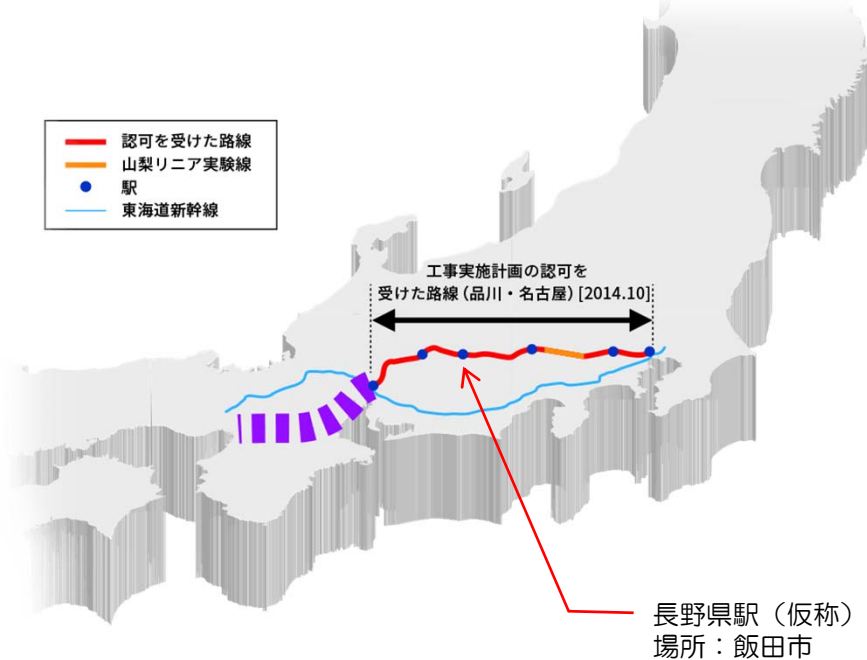 認可を受けた路線
山梨リニア実験線
駅
東海道新幹線
工事実施計画の認可を
受けた路線(品川・名古屋)[2014.10]
長野県駅（仮称）
場所：飯田市